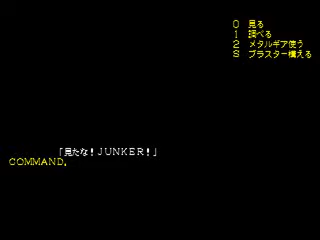 0 見る
1 調べる
2 メタルギア使う
S ブラスター構える
「見たな！JUNKER！」
COMMAND.